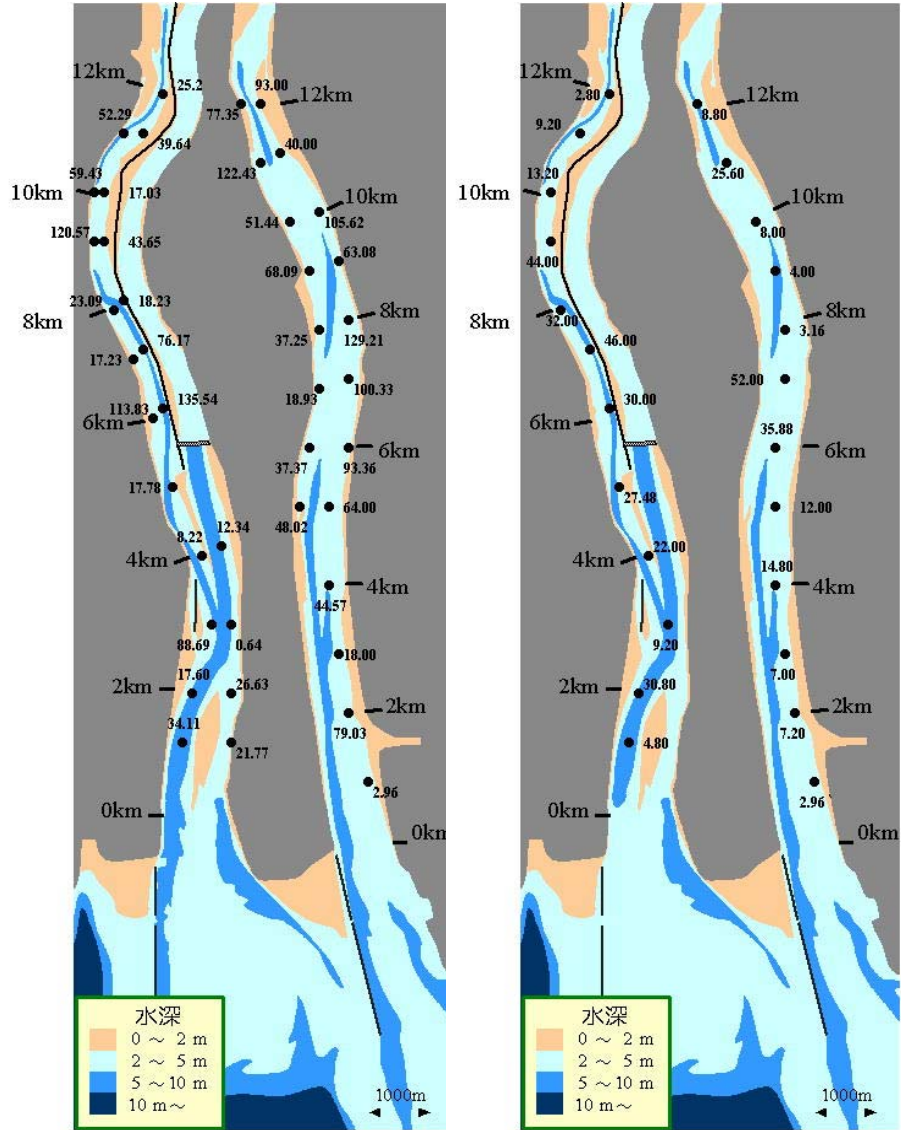 12km
25.2
93.00
12km
77.35
52.29
39.64
40.00
122.43
59.43
10km
17.03
10km
51.44
105.62
120.57
43.65
63.08
68.09
23.09
18.23
8km
8km
37.25
129.21
76.17
17.23
18.93
100.33
135.54
113.83
6km
37.37
6km
93.36
17.78
48.02
64.00
8.22
12.34
4km
4km
44.57
88.69
0.64
18.00
17.60
2km
26.63
2km
79.03
34.11
21.77
2.96
0km
0km
水深
0 ～ 2 m
2 ～ 5 m
5 ～ 10 m
10 m～
1000m
12km
2.80
12km
8.80
9.20
25.60
13.20
10km
10km
8.00
44.00
4.00
8km
32.00
8km
3.16
46.00
52.00
30.00
6km
35.88
6km
27.48
12.00
22.00
4km
14.80
4km
9.20
7.00
2km
30.80
2km
7.20
4.80
2.96
0km
0km
水深
0 ～ 2 m
2 ～ 5 m
5 ～ 10 m
10 m～
1000m